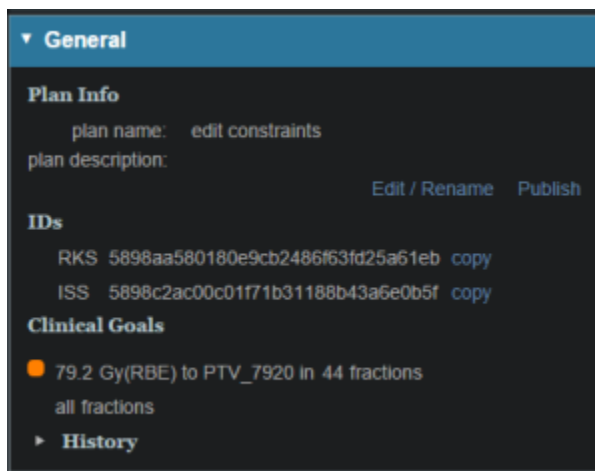 General
Plan Info
plan name: edit constraints
plan description:
Edit / Rename Publish
IDs
RKS 5898aa580180e9cb2486f63fd25a61eb copy
ISS 5898c2ac00c01f71b31188b43a6e0b5f copy
Clinical Goals
79.2 Gy(RBE) to PTV_7920 in 44 fractions
all fractions
History